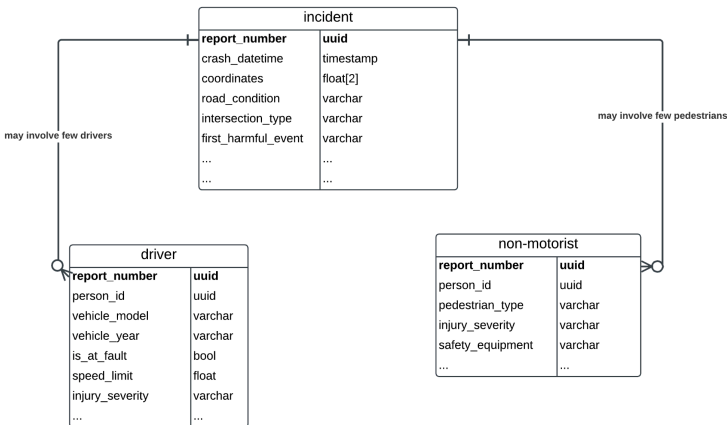 incident
report_number uuid
crash_datetime timestamp
coordinates float[2]
road_condition varchar
intersection_type varchar
first_harmful_event varchar
... ...
... ...
may involve few drivers
may involve few pedestrians
driver
report_number uuid
person_id uuid
vehicle_model varchar
vehicle_year varchar
is_at_fault bool
speed_limit float
injury_severity varchar
... ...
non-motorist
report_number uuid
person_id uuid
pedestrian_type varchar
injury_severity varchar
safety_equipment varchar
... ...